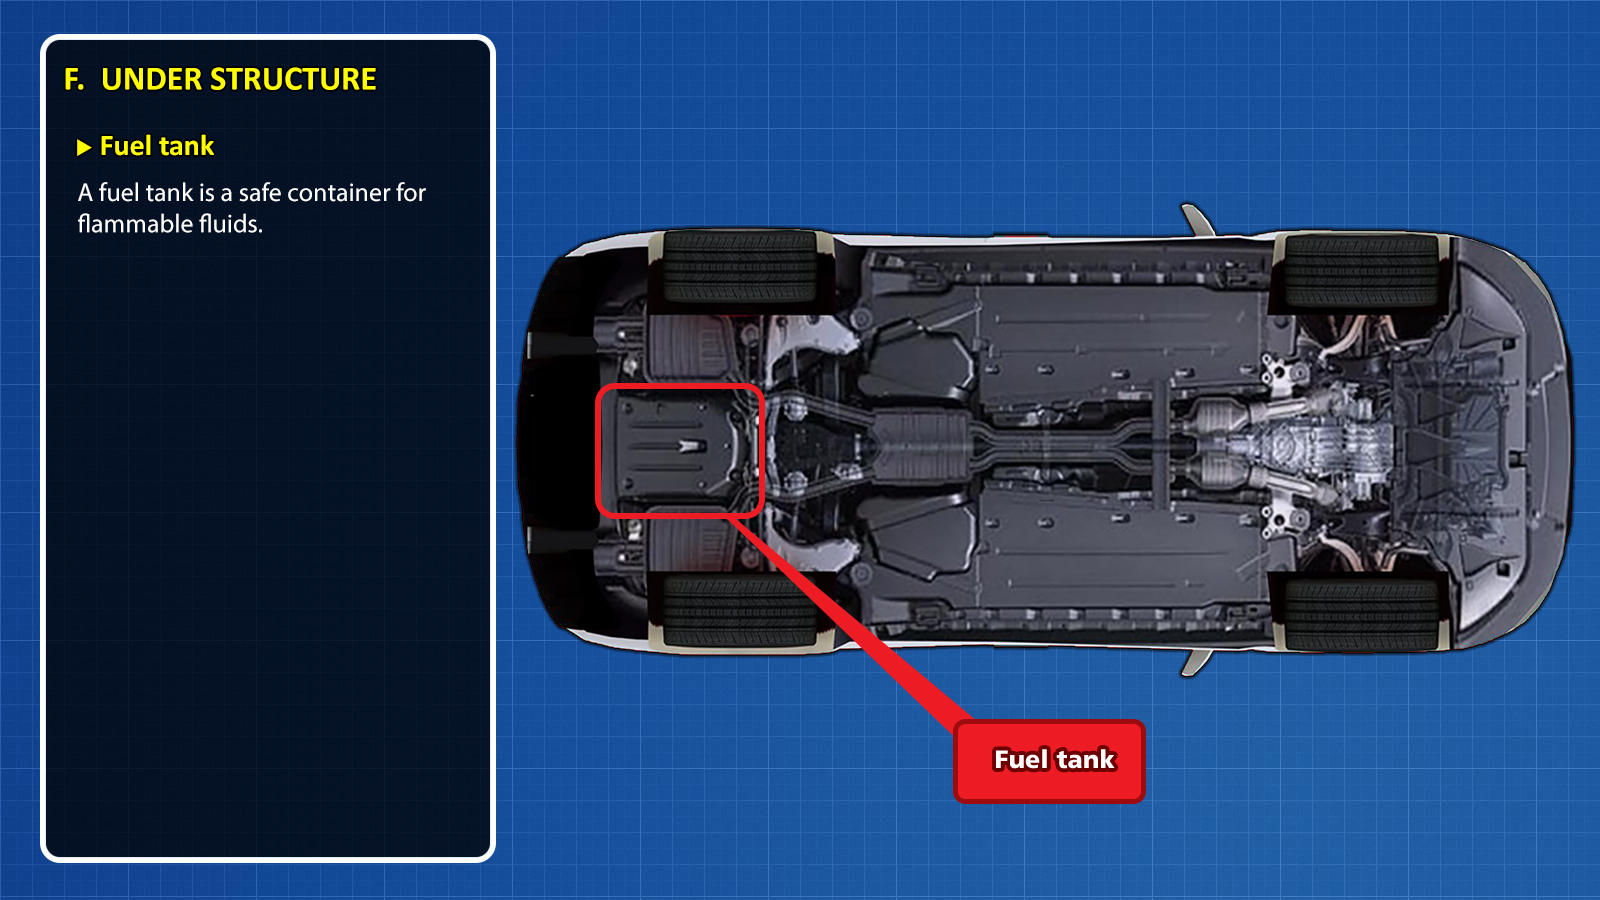 F. UNDER STRUCTURE
► Fuel tank
A fuel tank is a safe container for
flammable fluids.
Fuel tank